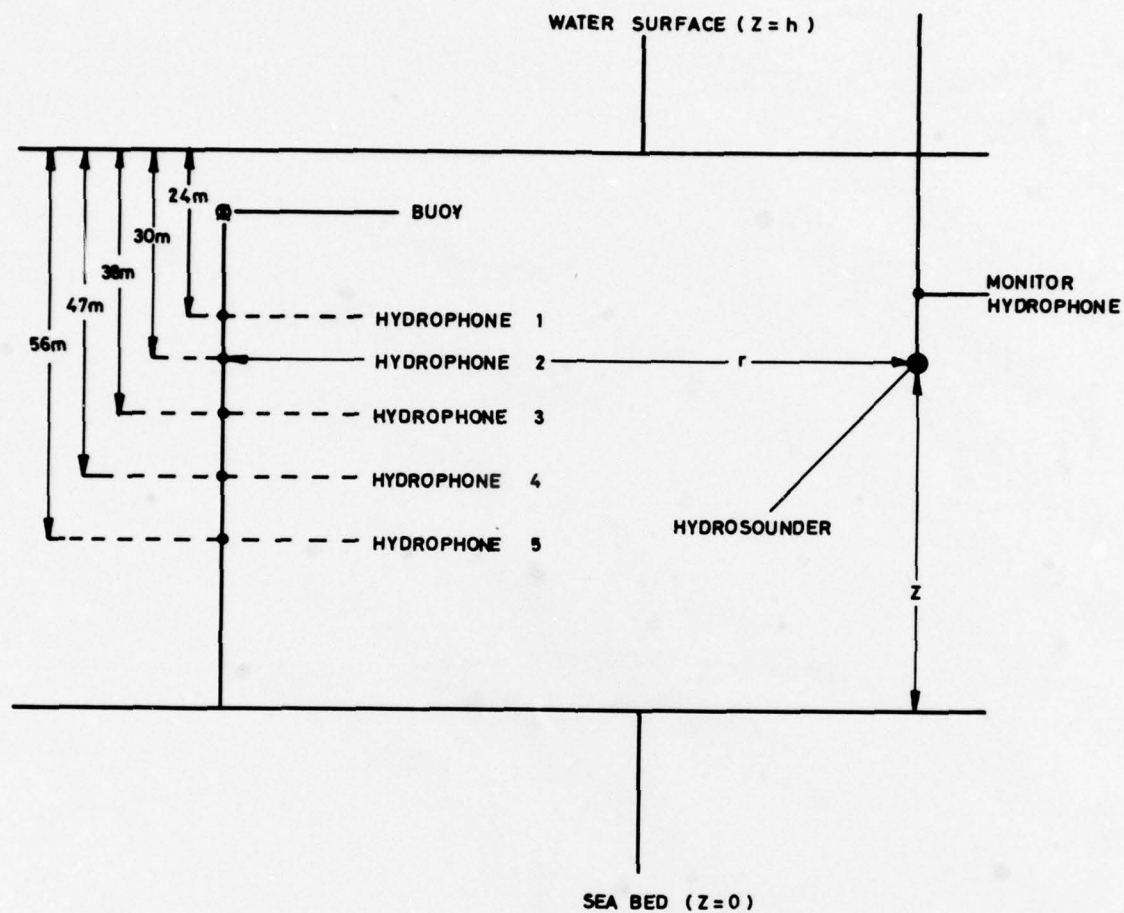 WATER SURFACE (Z=h)
24m
BUOY
30m
38m
MONITOR
HYDROPHONE
47m
HYDROPHONE 1
56m
HYDROPHONE 2
r
HYDROPHONE 3
HYDROPHONE 4
HYDROSOUNDER
HYDROPHONE 5
Z
SEA BED (Z=0)